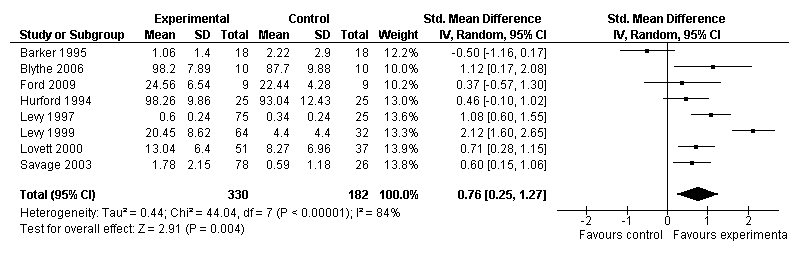 Experimental Control Std. Mean Difference Std. Mean Difference
Study or Subgroup Mean SD Total Mean SD Total Weight IV, Random, 95% CI IV, Random, 95% CI
Barker 1995 1.06 1.4 18 2.22 2.9 18 12.2% -0.50 [-1.16, 0.17]
Blythe 2006 98.2 7.89 10 87.7 9.88 10 10.0% 1.12 [0.17, 2.08]
Ford 2009 24.56 6.54 9 22.44 4.28 9 10.1% 0.37 [-0.57, 1.30]
Hurford 1994 98.26 9.86 25 93.04 12.43 25 12.9% 0.46 [-0.10, 1.02]
Levy 1997 0.6 0.24 75 0.34 0.24 25 13.4% 1.08 [0.60, 1.55]
Levy 1999 20.45 8.62 64 4.4 4.4 32 13.2% 2.12 [1.60, 2.65]
Lovett 2000 13.04 6.4 51 8.27 6.96 37 13.7% 0.71 [0.28, 1.15]
Savage 2003 1.78 2.15 78 0.59 1.18 26 13.6% 0.60 [0.15, 1.06]
Total (95% CI) 330 182 100.0% 0.76 [0.25, 1.27]
Heterogeneity: Tau² = 0.44; Chi² = 44.04, df = 7 (P < 0.00001); I² = 84%
Test for overall effect: Z = 2.91 (P = 0.004)
-2 -1 0 1 2
Favours control Favours experimenta